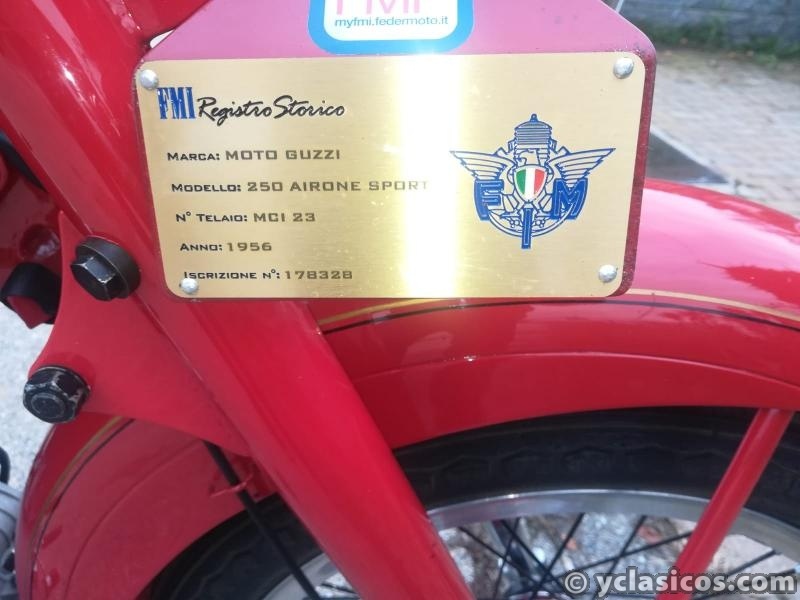 FMI
myfmi.federmoto.it
FMI Registro Storico
MARCA: MOTO GUZZI
MODELLO: 250 AIRONE SPORT
N° TELAIO: MCI 23
ANNO: 1956
ISCRIZIONE N°: 178328
F I M
© yclasicos.com